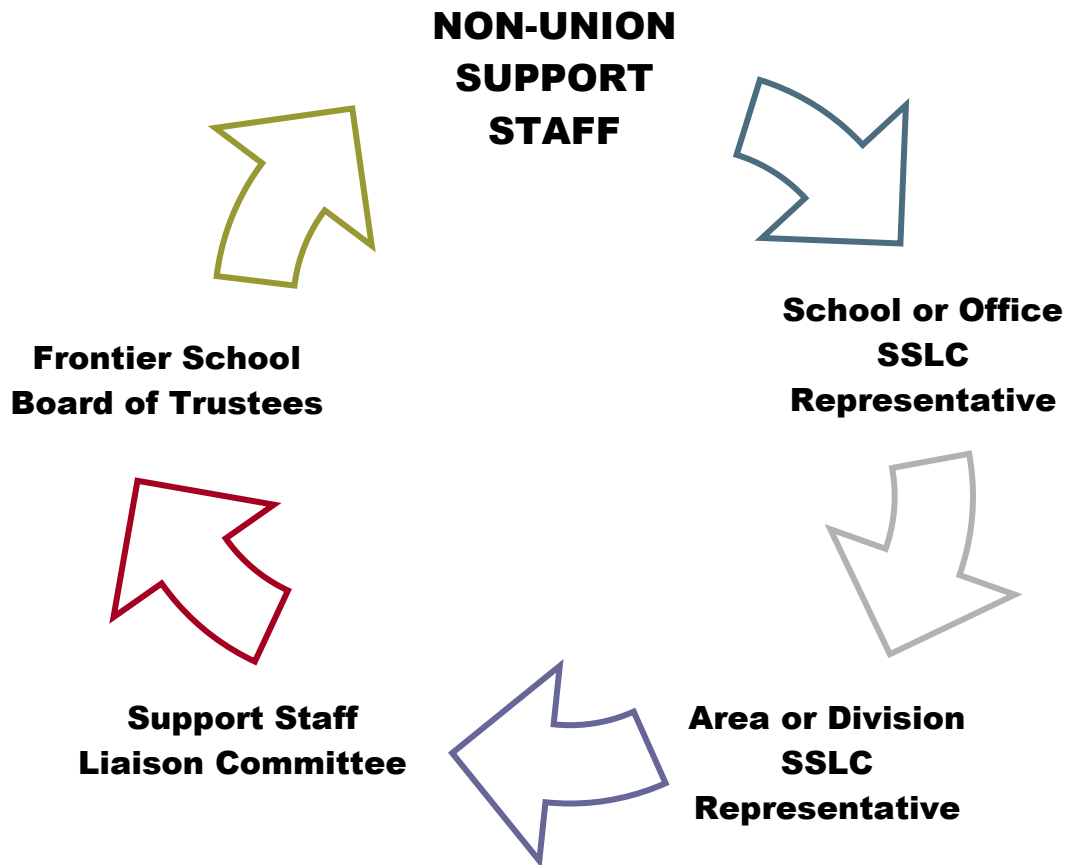 NON-UNION
SUPPORT
STAFF
School or Office
SSLC
Representative
Area or Division
SSLC
Representative
Support Staff
Liaison Committee
Frontier School
Board of Trustees